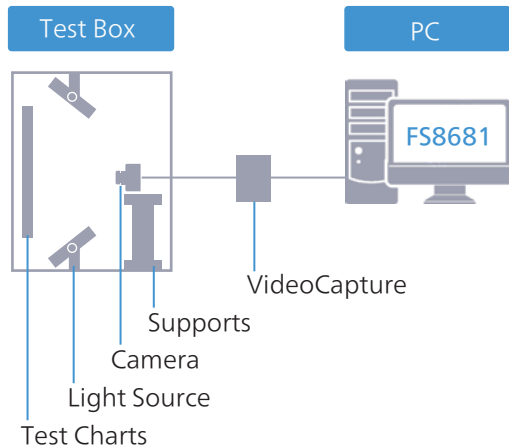 Test Box
PC
FS8681
VideoCapture
Supports
Camera
Light Source
Test Charts